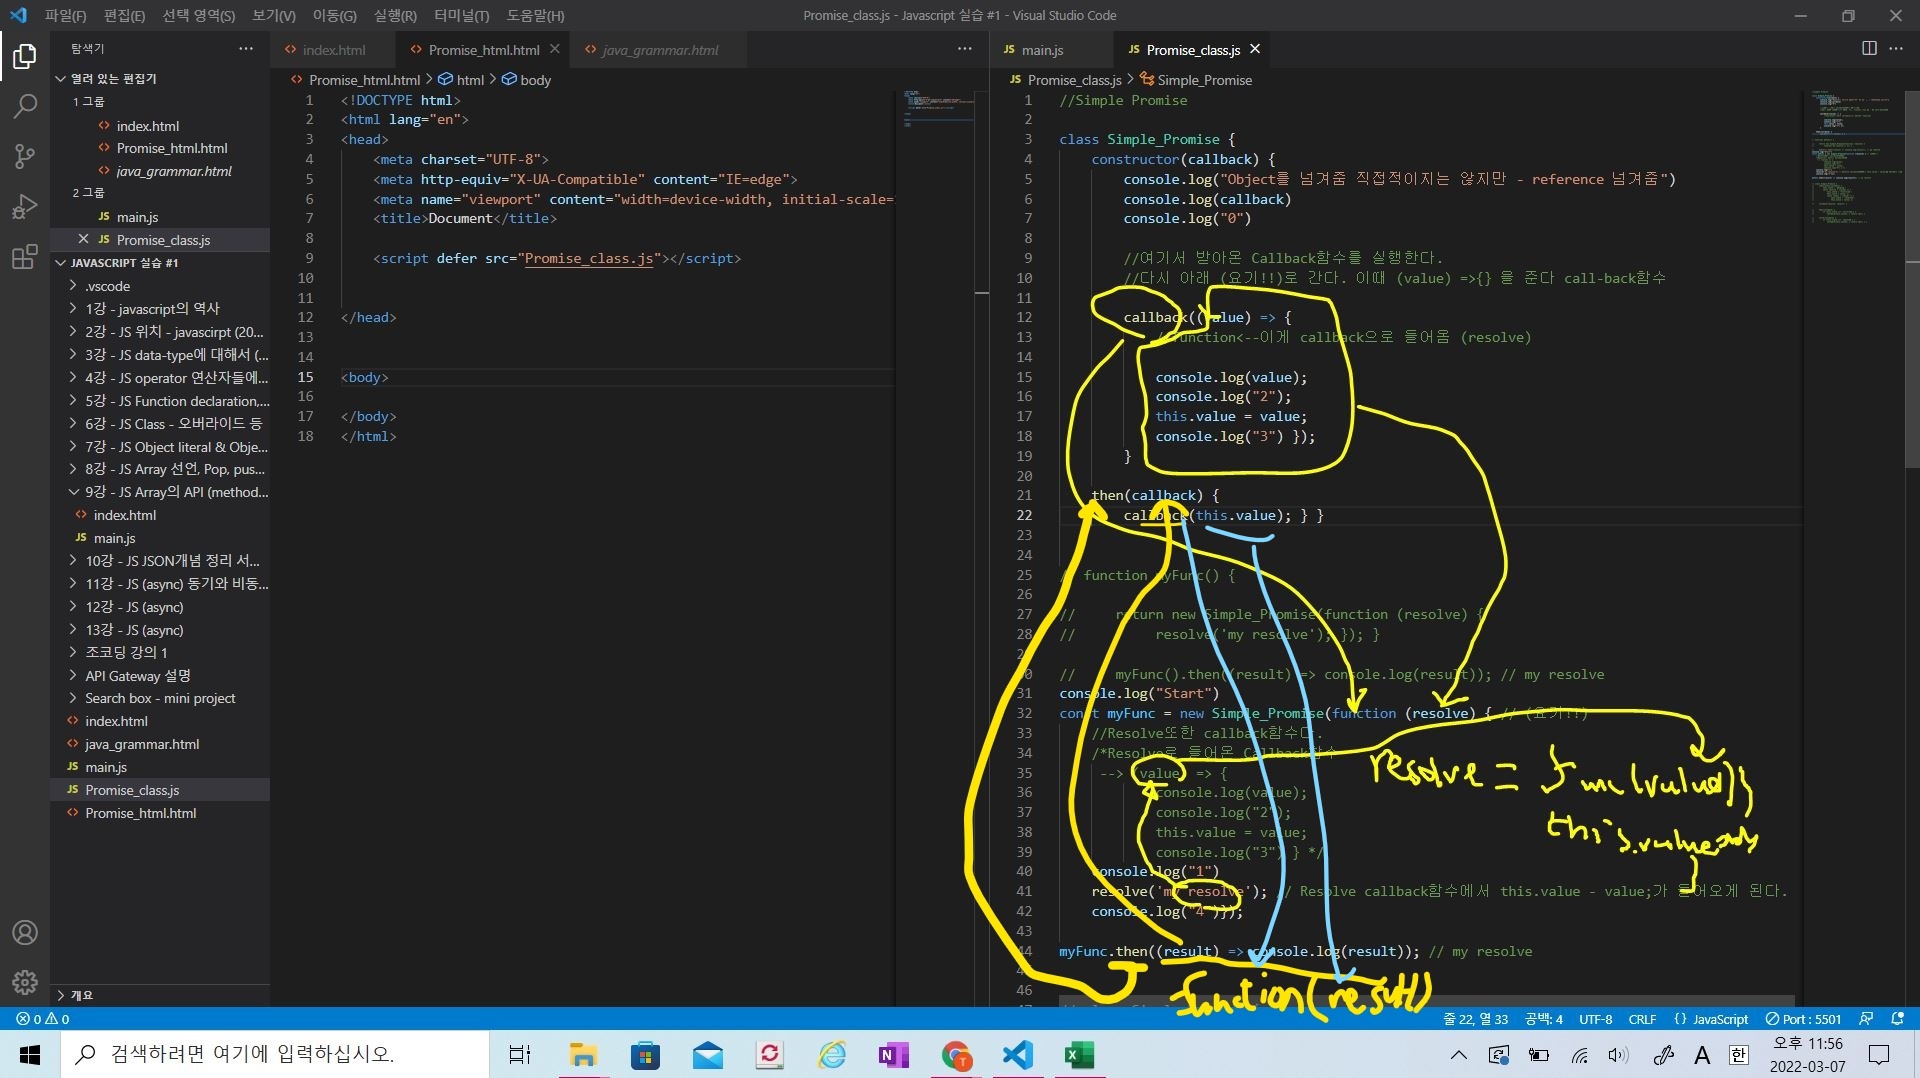 파일(F) 편집(E) 선택 영역(S) 보기(V) 이동(G) 실행(R) 터미널(T) 도움말(H)
Promise_class.js - Javascript 실습 #1 - Visual Studio Code
탐색기
열려 있는 편집기
1 그룹
index.html
Promise_html.html
java_grammar.html
2 그룹
main.js
Promise_class.js
JAVASCRIPT 실습 #1
.vscode
1강 - javascript의 역사
2강 - JS 위치 - javascirpt (20...
3강 - JS data-type에 대해서 (...
4강 - JS operator 연산자들에...
5강 - JS Function declaration,...
6강 - JS Class - 오버라이드 등
7강 - JS Object literal & Obje...
8강 - JS Array 선언, Pop, pus...
9강 - JS Array의 API (method...
index.html
main.js
10강 - JS JSON개념 정리 서...
11강 - JS (async) 동기와 비동...
12강 - JS (async)
13강 - JS (async)
조코딩 강의 1
API Gateway 설명
Search box - mini project
index.html
java_grammar.html
main.js
Promise_class.js
Promise_html.html
개요
index.html Promise_html.html java_grammar.html
Promise_html.html > html > body
1 <!DOCTYPE html>
2 <html lang="en">
3 <head>
4 <meta charset="UTF-8">
5 <meta http-equiv="X-UA-Compatible" content="IE=edge">
6 <meta name="viewport" content="width=device-width, initial-scale=
7 <title>Document</title>
8
9 <script defer src="Promise_class.js"></script>
10
11
12 </head>
13
14
15 <body>
16
17 </body>
18 </html>
main.js Promise_class.js
Promise_class.js > Simple_Promise
1 //Simple Promise
2
3 class Simple_Promise {
4 constructor(callback) {
5 console.log("Object를 넘겨줌 직접적이지는 않지만 - reference 넘겨줌")
6 console.log(callback)
7 console.log("0")
8
9 //여기서 받아온 Callback함수를 실행한다.
10 //다시 아래 (요기!!)로 간다. 이때 (value) =>{} 을 준다 call-back함수
11
12 callback((value) => {
13 //function<--이게 callback으로 들어옴 (resolve)
14
15 console.log(value);
16 console.log("2");
17 this.value = value;
18 console.log("3") });
19 }
20
21 then(callback) {
22 callback(this.value); } }
23
24
25 // function myFunc() {
26
27 // return new Simple_Promise(function (resolve) {
28 // resolve('my resolve'); }); }
2
0 // myFunc().then((result) => console.log(result)); // my resolve
31 console.log("Start")
32 const myFunc = new Simple_Promise(function (resolve) { // (요기!!)
33 //Resolve또한 callback함수다.
34 /*Resolve로 들어온 Callback함수
35 --> (value) => {
36 console.log(value);
37 console.log("2");
38 this.value = value;
39 console.log("3") } */
40 console.log("1")
41 resolve('my resolve'); // Resolve callback함수에서 this.value - value;가 들어오게 된다.
42 console.log("4")});
43
44 myFunc.then((result) => console.log(result)); // my resolve
46
resolve =
function(result)
0 0
줄 22, 열 33 공백: 4 UTF-8 CRLF {} JavaScript Port : 5501
검색하려면 여기에 입력하십시오.
A 한 오후 11:56
2022-03-07